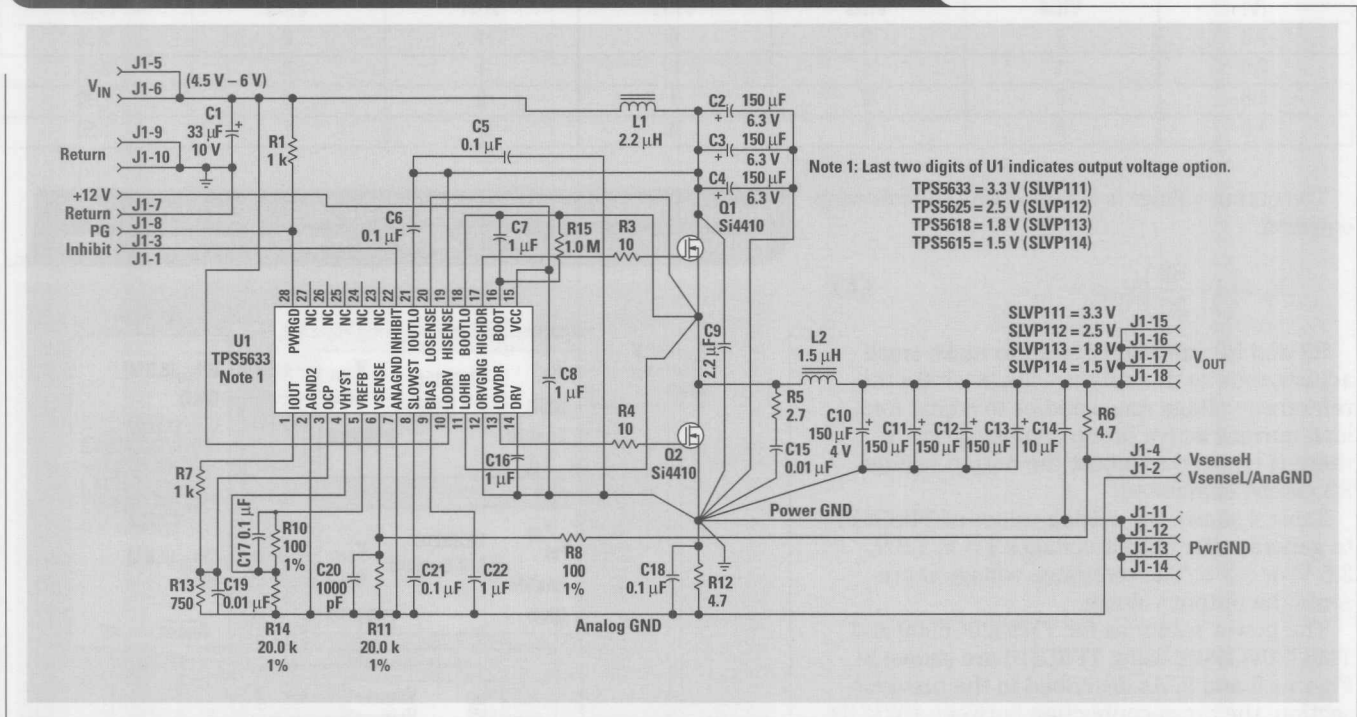 J1-5
V IN
J1-6
(4.5 V – 6 V)
C1
33 μF
10 V
+
J1-9
Return
J1-10
R1
1 k
+12 V
J1-7
Return
J1-8
PG
J1-3
Inhibit
J1-1
C5
0.1 μF
L1
2.2 μH
C2
150 μF
+
6.3 V
C3
150 μF
+
6.3 V
C4
150 μF
+
6.3 V
Q1
Si4410
Note 1: Last two digits of U1 indicates output voltage option.
TPS5633 = 3.3 V (SLVP111)
TPS5625 = 2.5 V (SLVP112)
TPS5618 = 1.8 V (SLVP113)
TPS5615 = 1.5 V (SLVP114)
C6
0.1 μF
C7
1 μF
R15
1.0 M
R3
10
28 27 26 25 24 23 22 21 20 19 18 17 16 15
PWRGD NC NC NC NC NC INHIBIT IOUTLO LOSENSE HISENSE BOOTLO HIGHDR BOOT VCC
U1
TPS5633
Note 1
IOUT AGND2 OCP VHYST VREFB VSENSE ANAGND SLOWST BIAS LODRV LOHIB DRVGNG LOWDR DRV
1 2 3 4 5 6 7 8 9 10 11 12 13 14
C8
1 μF
C16
1 μF
R4
10
Q2
Si4410
C9
2.2 μF
L2
1.5 μH
SLVP111 = 3.3 V
SLVP112 = 2.5 V
SLVP113 = 1.8 V
SLVP114 = 1.5 V
J1-15
J1-16
J1-17
J1-18
V OUT
R5
2.7
C15
0.01 μF
C10
150 μF
4 V
+
C11
150 μF
+
C12
150 μF
+
C13
150 μF
+
C14
10 μF
R6
4.7
J1-4
VsenseH
J1-2
VsenseL/AnaGND
J1-11
J1-12
J1-13
J1-14
PwrGND
Power GND
R7
1 k
C17 0.1 μF
R10
100
1%
R13
750
C19
0.01 μF
R14
20.0 k
1%
C20
1000
pF
R11
20.0 k
1%
C21
0.1 μF
C22
1 μF
R8
100
1%
C18
0.1 μF
R12
4.7
Analog GND